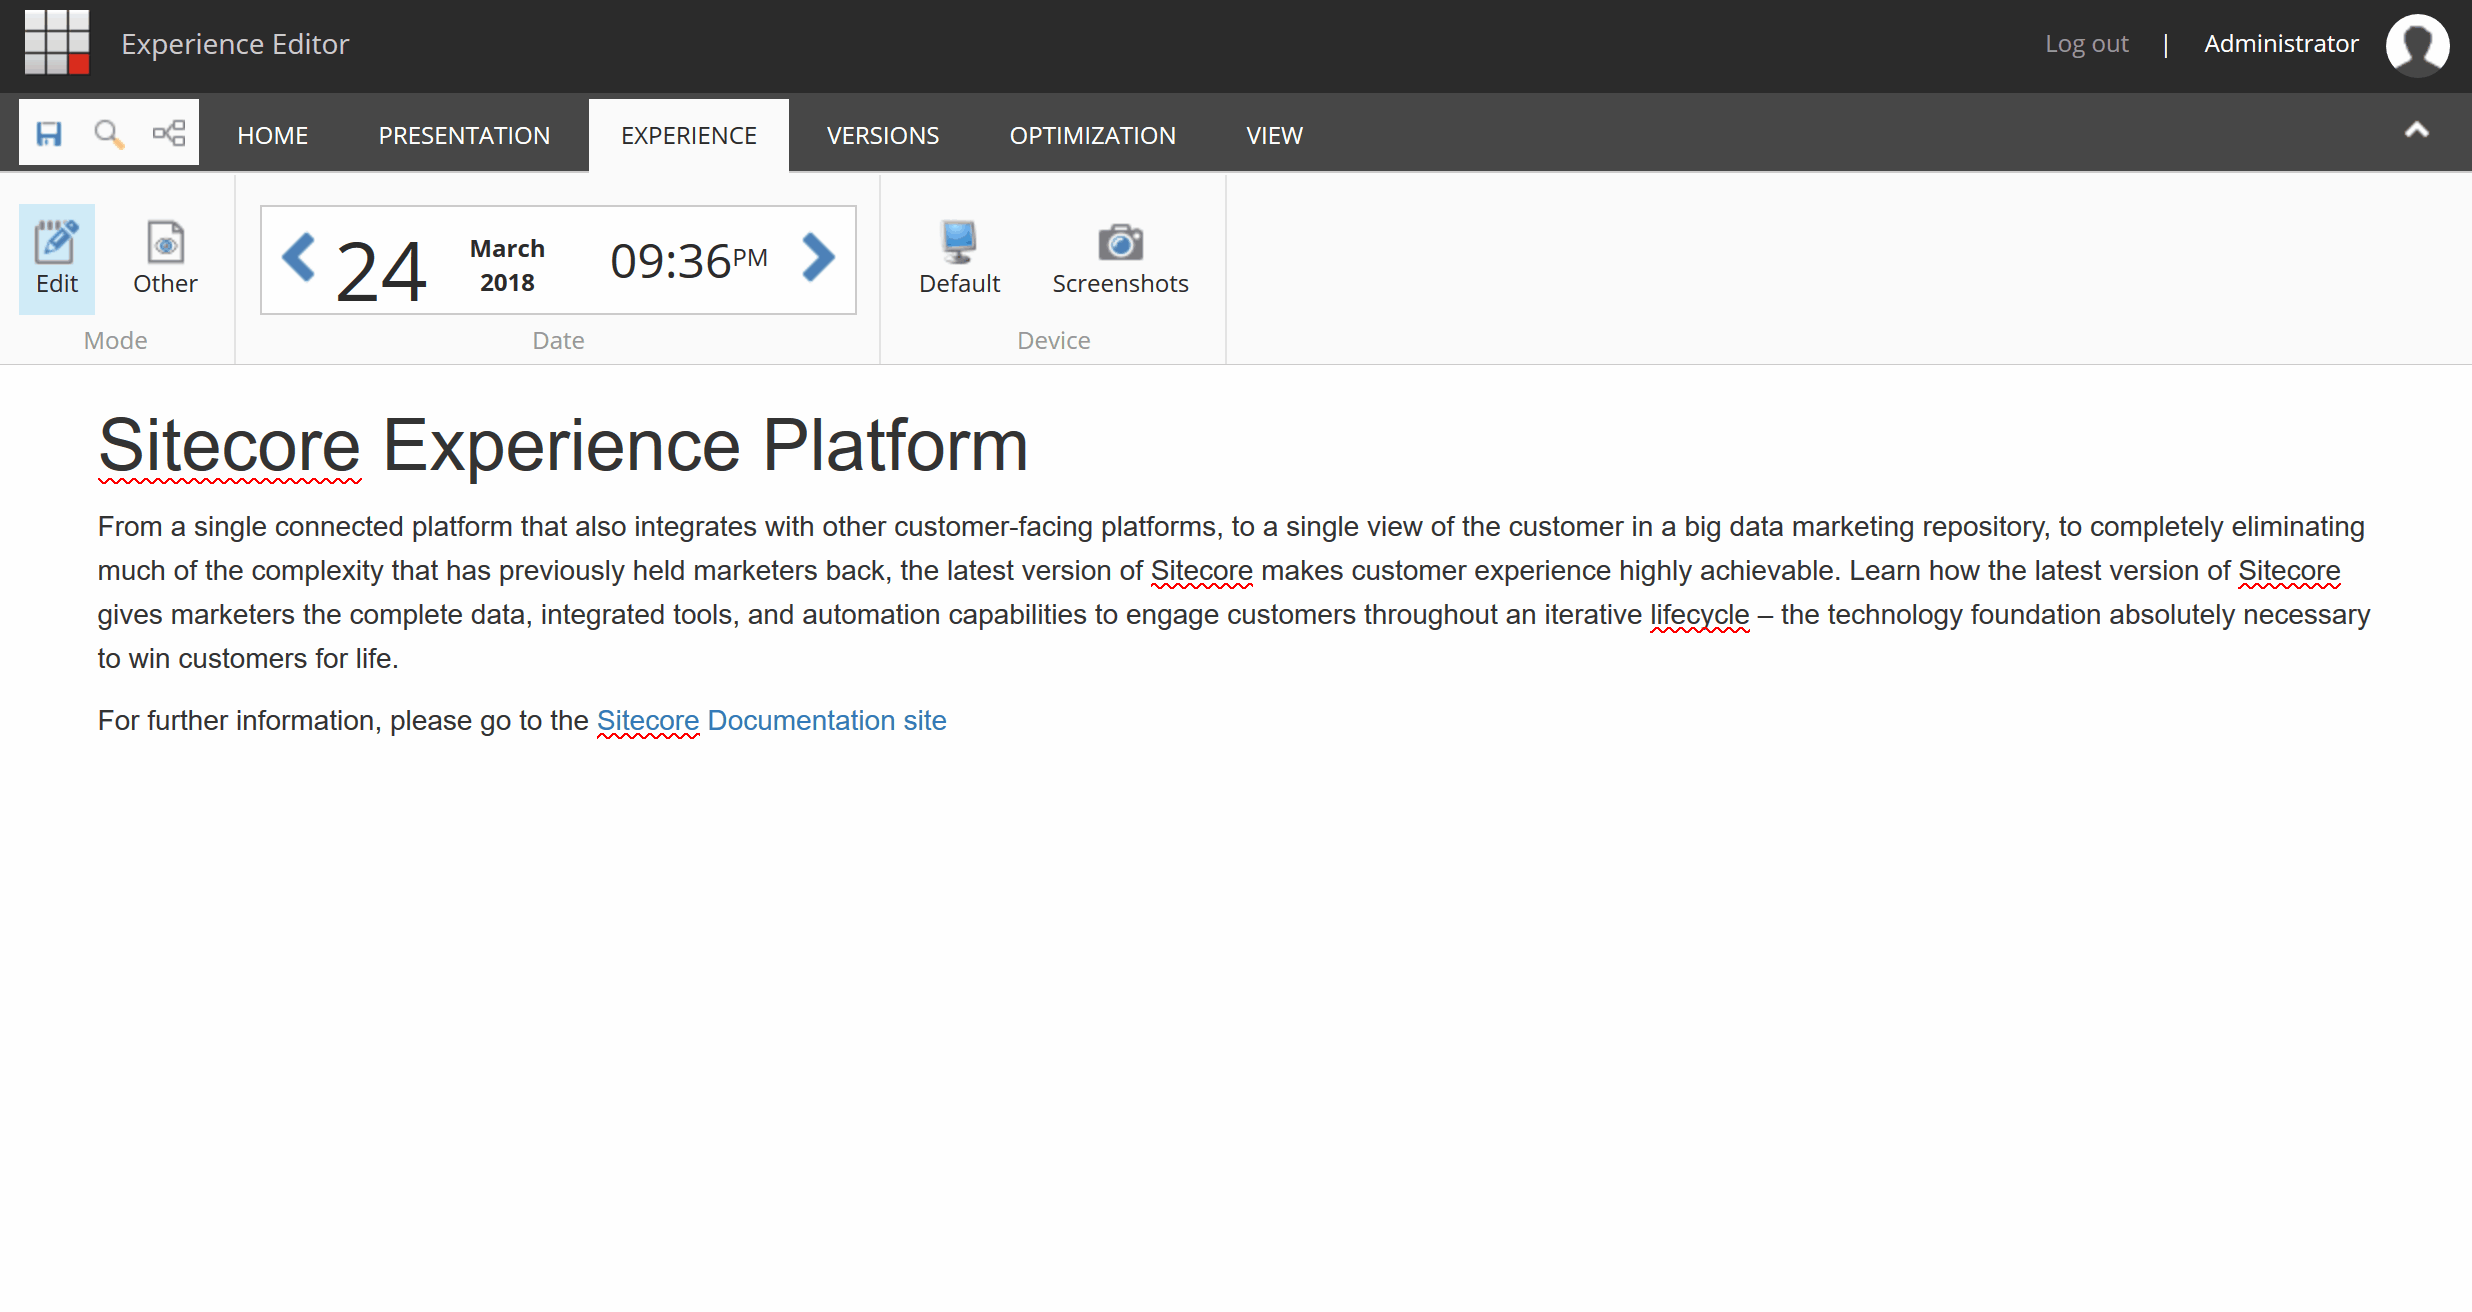 Experience Editor
Log out | Administrator
HOME PRESENTATION EXPERIENCE VERSIONS OPTIMIZATION VIEW
Edit Other
Mode
24 March 2018 09:36PM
Date
Default Screenshots
Device
Sitecore Experience Platform
From a single connected platform that also integrates with other customer-facing platforms, to a single view of the customer in a big data marketing repository, to completely eliminating
much of the complexity that has previously held marketers back, the latest version of Sitecore makes customer experience highly achievable. Learn how the latest version of Sitecore
gives marketers the complete data, integrated tools, and automation capabilities to engage customers throughout an iterative lifecycle – the technology foundation absolutely necessary
to win customers for life.
For further information, please go to the Sitecore Documentation site